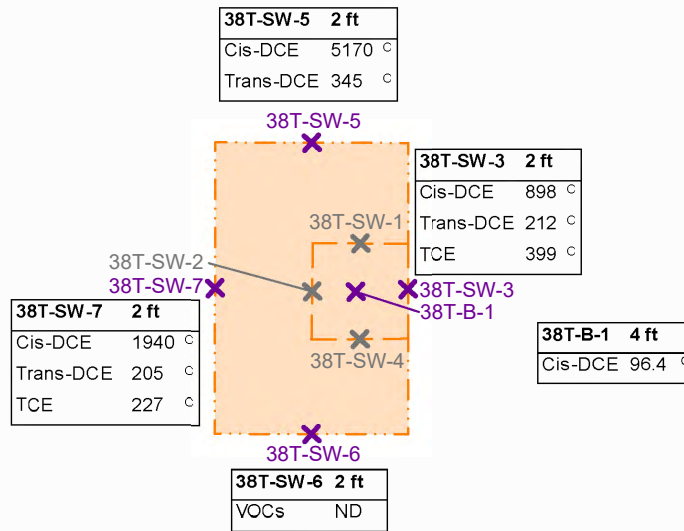 38T-SW-5 2 ft
Cis-DCE 5170 C
Trans-DCE 345 C
38T-SW-5
38T-SW-3 2 ft
Cis-DCE 898 C
Trans-DCE 212 C
TCE 399 C
38T-SW-1
38T-SW-2
38T-SW-7
38T-SW-3
38T-B-1
38T-SW-7 2 ft
Cis-DCE 1940 C
Trans-DCE 205 C
TCE 227 C
38T-B-1 4 ft
Cis-DCE 96.4 C
38T-SW-4
38T-SW-6
38T-SW-6 2 ft
VOCs ND